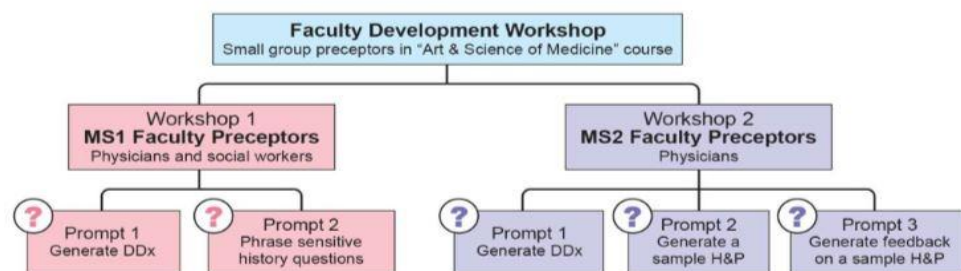 Faculty Development Workshop
Small group preceptors in “Art & Science of Medicine” course
Workshop 1
MS1 Faculty Preceptors
Physicians and social workers
Workshop 2
MS2 Faculty Preceptors
Physicians
?
Prompt 1
Generate DDx
?
Prompt 2
Phrase sensitive
history questions
?
Prompt 1
Generate DDx
?
Prompt 2
Generate a
sample H&P
?
Prompt 3
Generate feedback
on a sample H&P